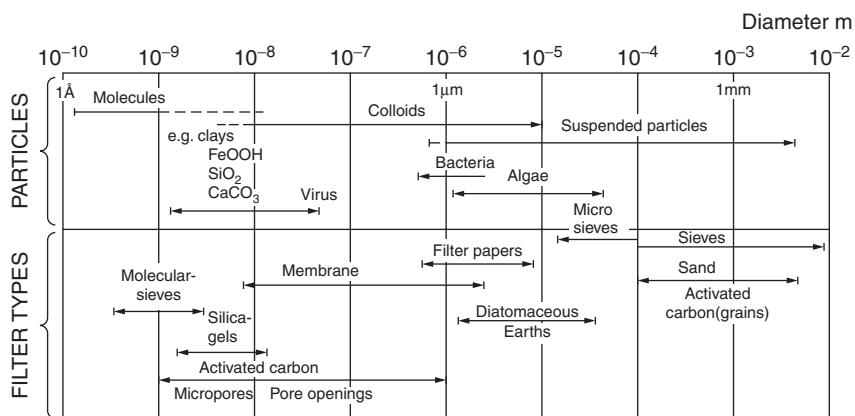 Diameter m
10⁻¹⁰ 10⁻⁹ 10⁻⁸ 10⁻⁷ 10⁻⁶ 10⁻⁵ 10⁻⁴ 10⁻³ 10⁻²
1Å 1μm 1mm
PARTICLES
Molecules
Colloids
e.g. clays
FeOOH
SiO₂
CaCO₃
Suspended particles
Bacteria
Algae
Virus
FILTER TYPES
Micro
sieves
Sieves
Filter papers
Molecular-
sieves
Membrane
Sand
Activated
carbon(grains)
Diatomaceous
Earths
Silica-
gels
Activated carbon
Micropores Pore openings